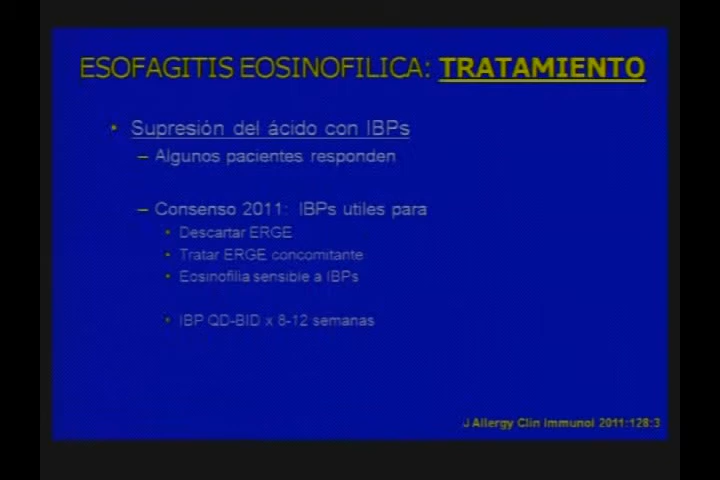 ESOFAGITIS EOSINOFILICA: TRATAMIENTO
• Supresión del ácido con IBPs
– Algunos pacientes responden
– Consenso 2011: IBPs utiles para
• Descartar ERGE
• Tratar ERGE concomitante
• Eosinofilia sensible a IBPs
• IBP QD-BID x 8-12 semanas
J Allergy Clin Immunol 2011:128:3